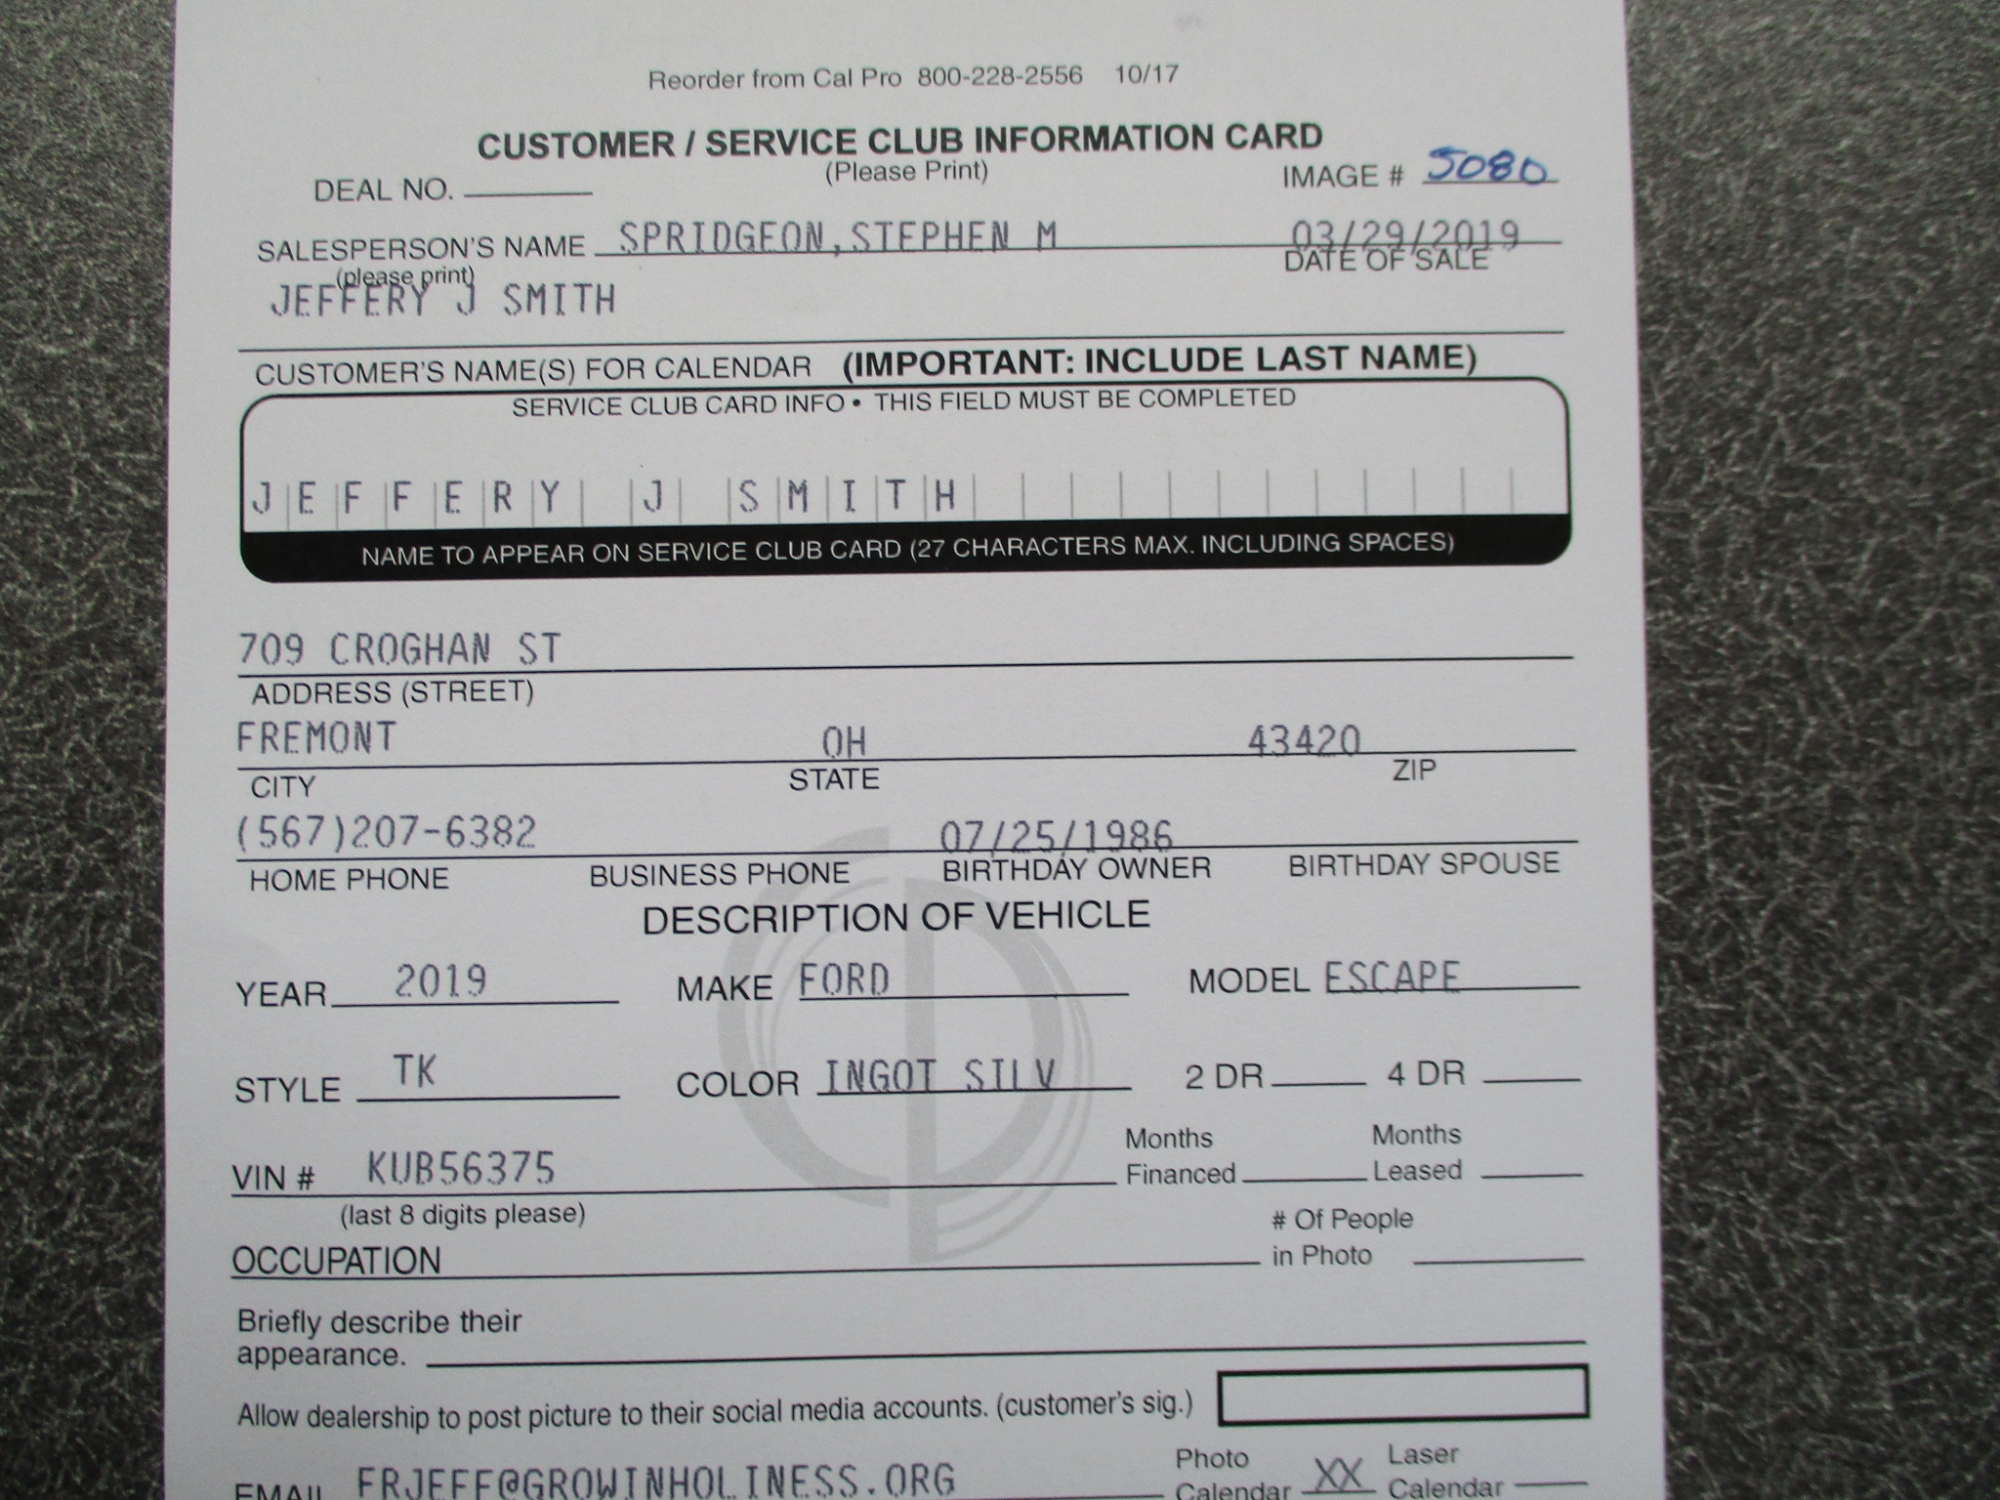 Reorder from Cal Pro 800-228-2556 10/17
CUSTOMER / SERVICE CLUB INFORMATION CARD
(Please Print)
DEAL NO.
IMAGE # 5080
SALESPERSON'S NAME SPRIDGEON, STEPHEN M 03/29/2019
(please print) DATE OF SALE
JEFFERY J SMITH
CUSTOMER'S NAME(S) FOR CALENDAR (IMPORTANT: INCLUDE LAST NAME)
SERVICE CLUB CARD INFO • THIS FIELD MUST BE COMPLETED
JEFFERY J SMITH
NAME TO APPEAR ON SERVICE CLUB CARD (27 CHARACTERS MAX. INCLUDING SPACES)
709 CROGHAN ST
ADDRESS (STREET)
FREMONT OH 43420
CITY STATE ZIP
(567)207-6382 07/25/1986
HOME PHONE BUSINESS PHONE BIRTHDAY OWNER BIRTHDAY SPOUSE
DESCRIPTION OF VEHICLE
YEAR 2019 MAKE FORD MODEL ESCAPE
STYLE TK COLOR INGOT SILV 2 DR 4 DR
VIN # KUB56375 Months Financed Months Leased
(last 8 digits please)
OCCUPATION # Of People in Photo
Briefly describe their
appearance.
Allow dealership to post picture to their social media accounts. (customer's sig.)
EMAIL FRJEFF@GROWINHOLINESS.ORG Photo Calendar XX Laser Calendar